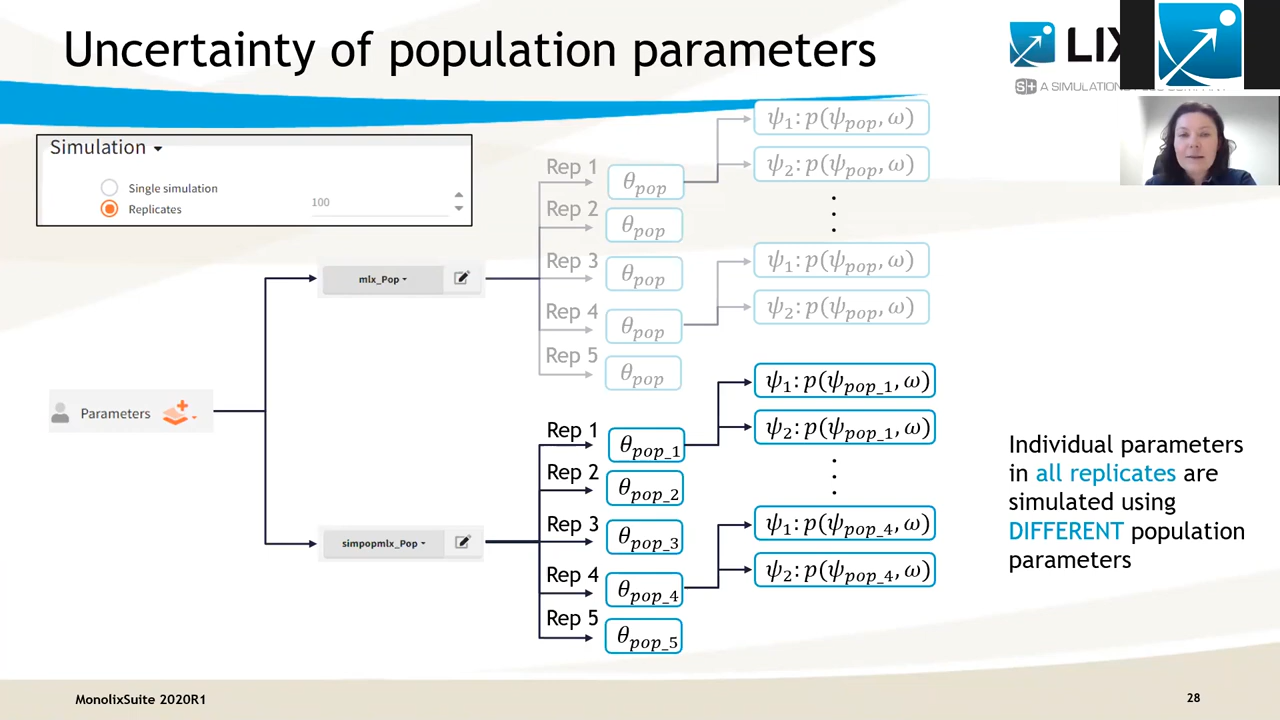 Uncertainty of population parameters
LIX
S+ A SIMULATION
Simulation
Single simulation
Replicates
100
Parameters
mlx_Pop
Rep 1
θpop
Rep 2
θpop
Rep 3
θpop
Rep 4
θpop
Rep 5
θpop
ψ1: p(ψpop, ω)
ψ2: p(ψpop, ω)
ψ1: p(ψpop, ω)
ψ2: p(ψpop, ω)
simpopmlx_Pop
Rep 1
θpop_1
Rep 2
θpop_2
Rep 3
θpop_3
Rep 4
θpop_4
Rep 5
θpop_5
ψ1: p(ψpop_1, ω)
ψ2: p(ψpop_1, ω)
ψ1: p(ψpop_4, ω)
ψ2: p(ψpop_4, ω)
Individual parameters
in all replicates are
simulated using
DIFFERENT population
parameters
MonolixSuite 2020R1
28